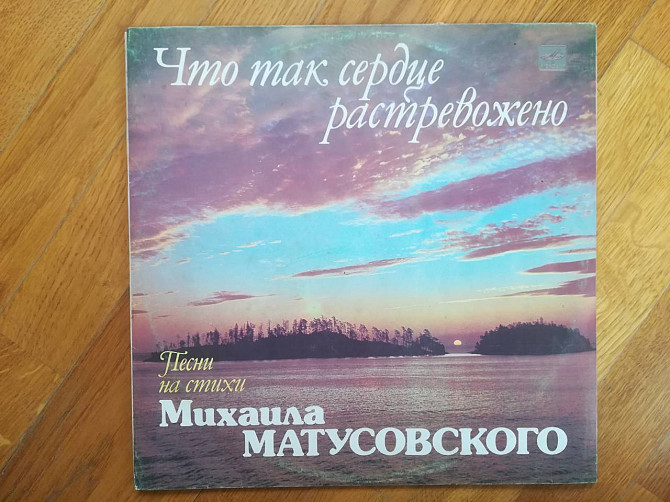 Что так сердце
растревожено
Песни
на стихи
Михаила
МАТУСОВСКОГО